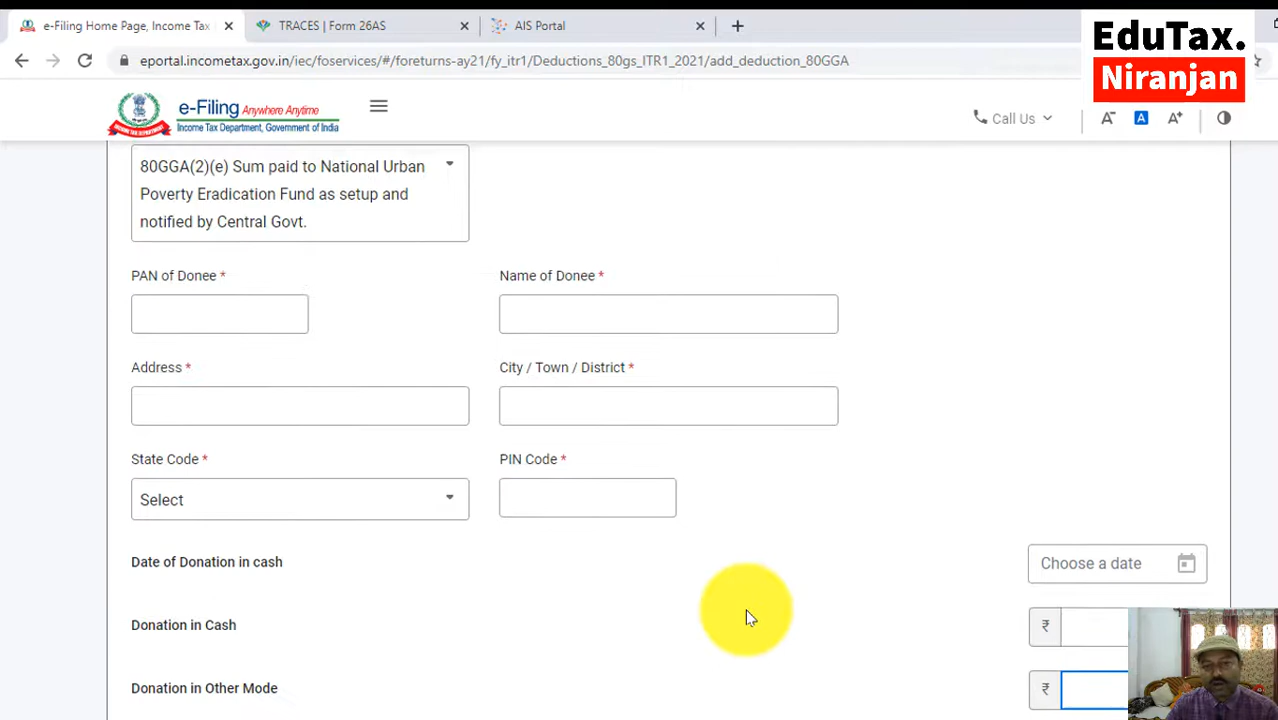 e-Filing Home Page, Income Tax
TRACES | Form 26AS
AIS Portal
EduTax.
Niranjan
eportal.incometax.gov.in/iec/foservices/#/foreturns-ay21/fy_itr1/Deductions_80gs_ITR1_2021/add_deduction_80GGA
e-Filing Anywhere Anytime
Income Tax Department, Government of India
Call Us
A- A A+
80GGA(2)(e) Sum paid to National Urban
Poverty Eradication Fund as setup and
notified by Central Govt.
PAN of Donee *
Name of Donee *
Address *
City / Town / District *
State Code *
PIN Code *
Select
Date of Donation in cash
Choose a date
Donation in Cash
₹
Donation in Other Mode
₹